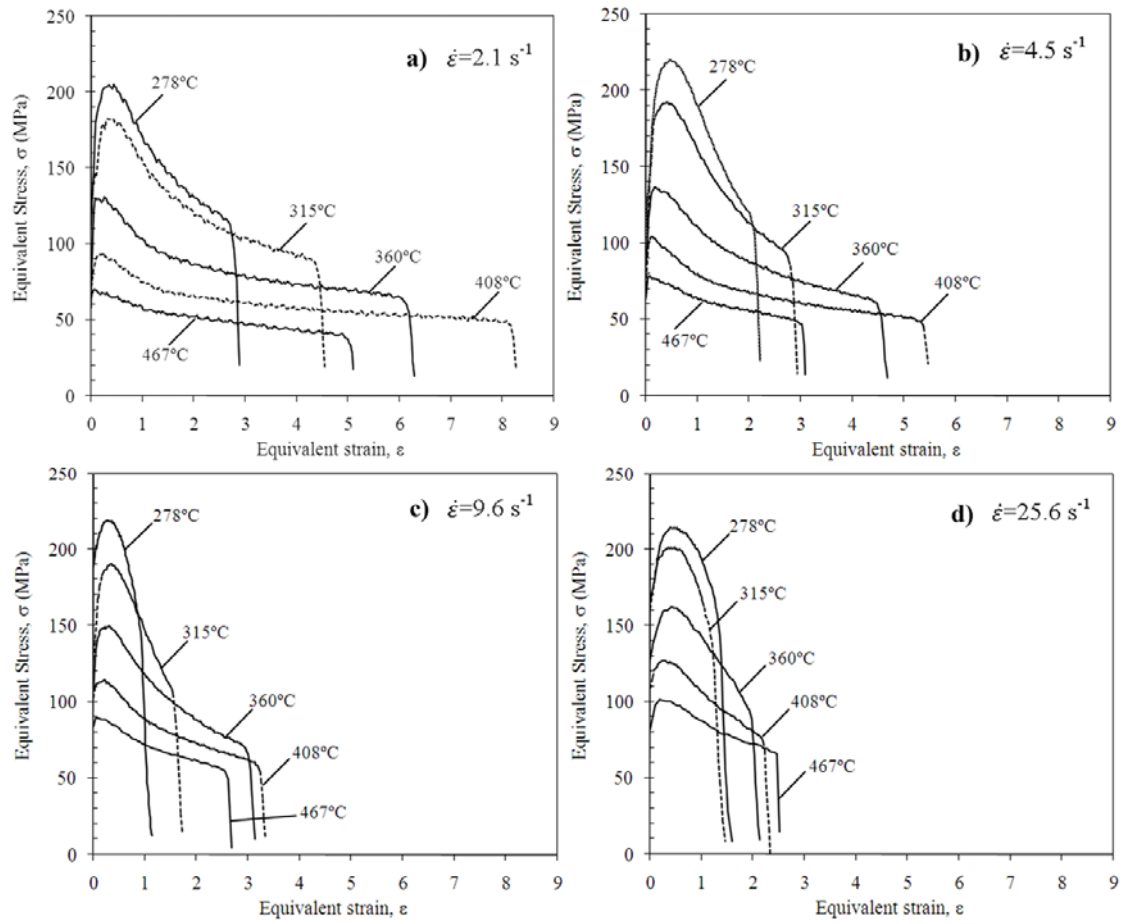 a) ε̇=2.1 s⁻¹
Equivalent Stress, σ (MPa)
250
200
150
100
50
0
278ºC
315ºC
360ºC
408ºC
467ºC
0 1 2 3 4 5 6 7 8 9
Equivalent strain, ε
b) ε̇=4.5 s⁻¹
Equivalent Stress, σ (MPa)
250
200
150
100
50
0
278ºC
315ºC
360ºC
408ºC
467ºC
0 1 2 3 4 5 6 7 8 9
Equivalent strain, ε
c) ε̇=9.6 s⁻¹
Equivalent Stress, σ (MPa)
250
200
150
100
50
0
278ºC
315ºC
360ºC
408ºC
467ºC
0 1 2 3 4 5 6 7 8 9
Equivalent strain, ε
d) ε̇=25.6 s⁻¹
Equivalent Stress, σ (MPa)
250
200
150
100
50
0
278ºC
315ºC
360ºC
408ºC
467ºC
0 1 2 3 4 5 6 7 8 9
Equivalent strain, ε